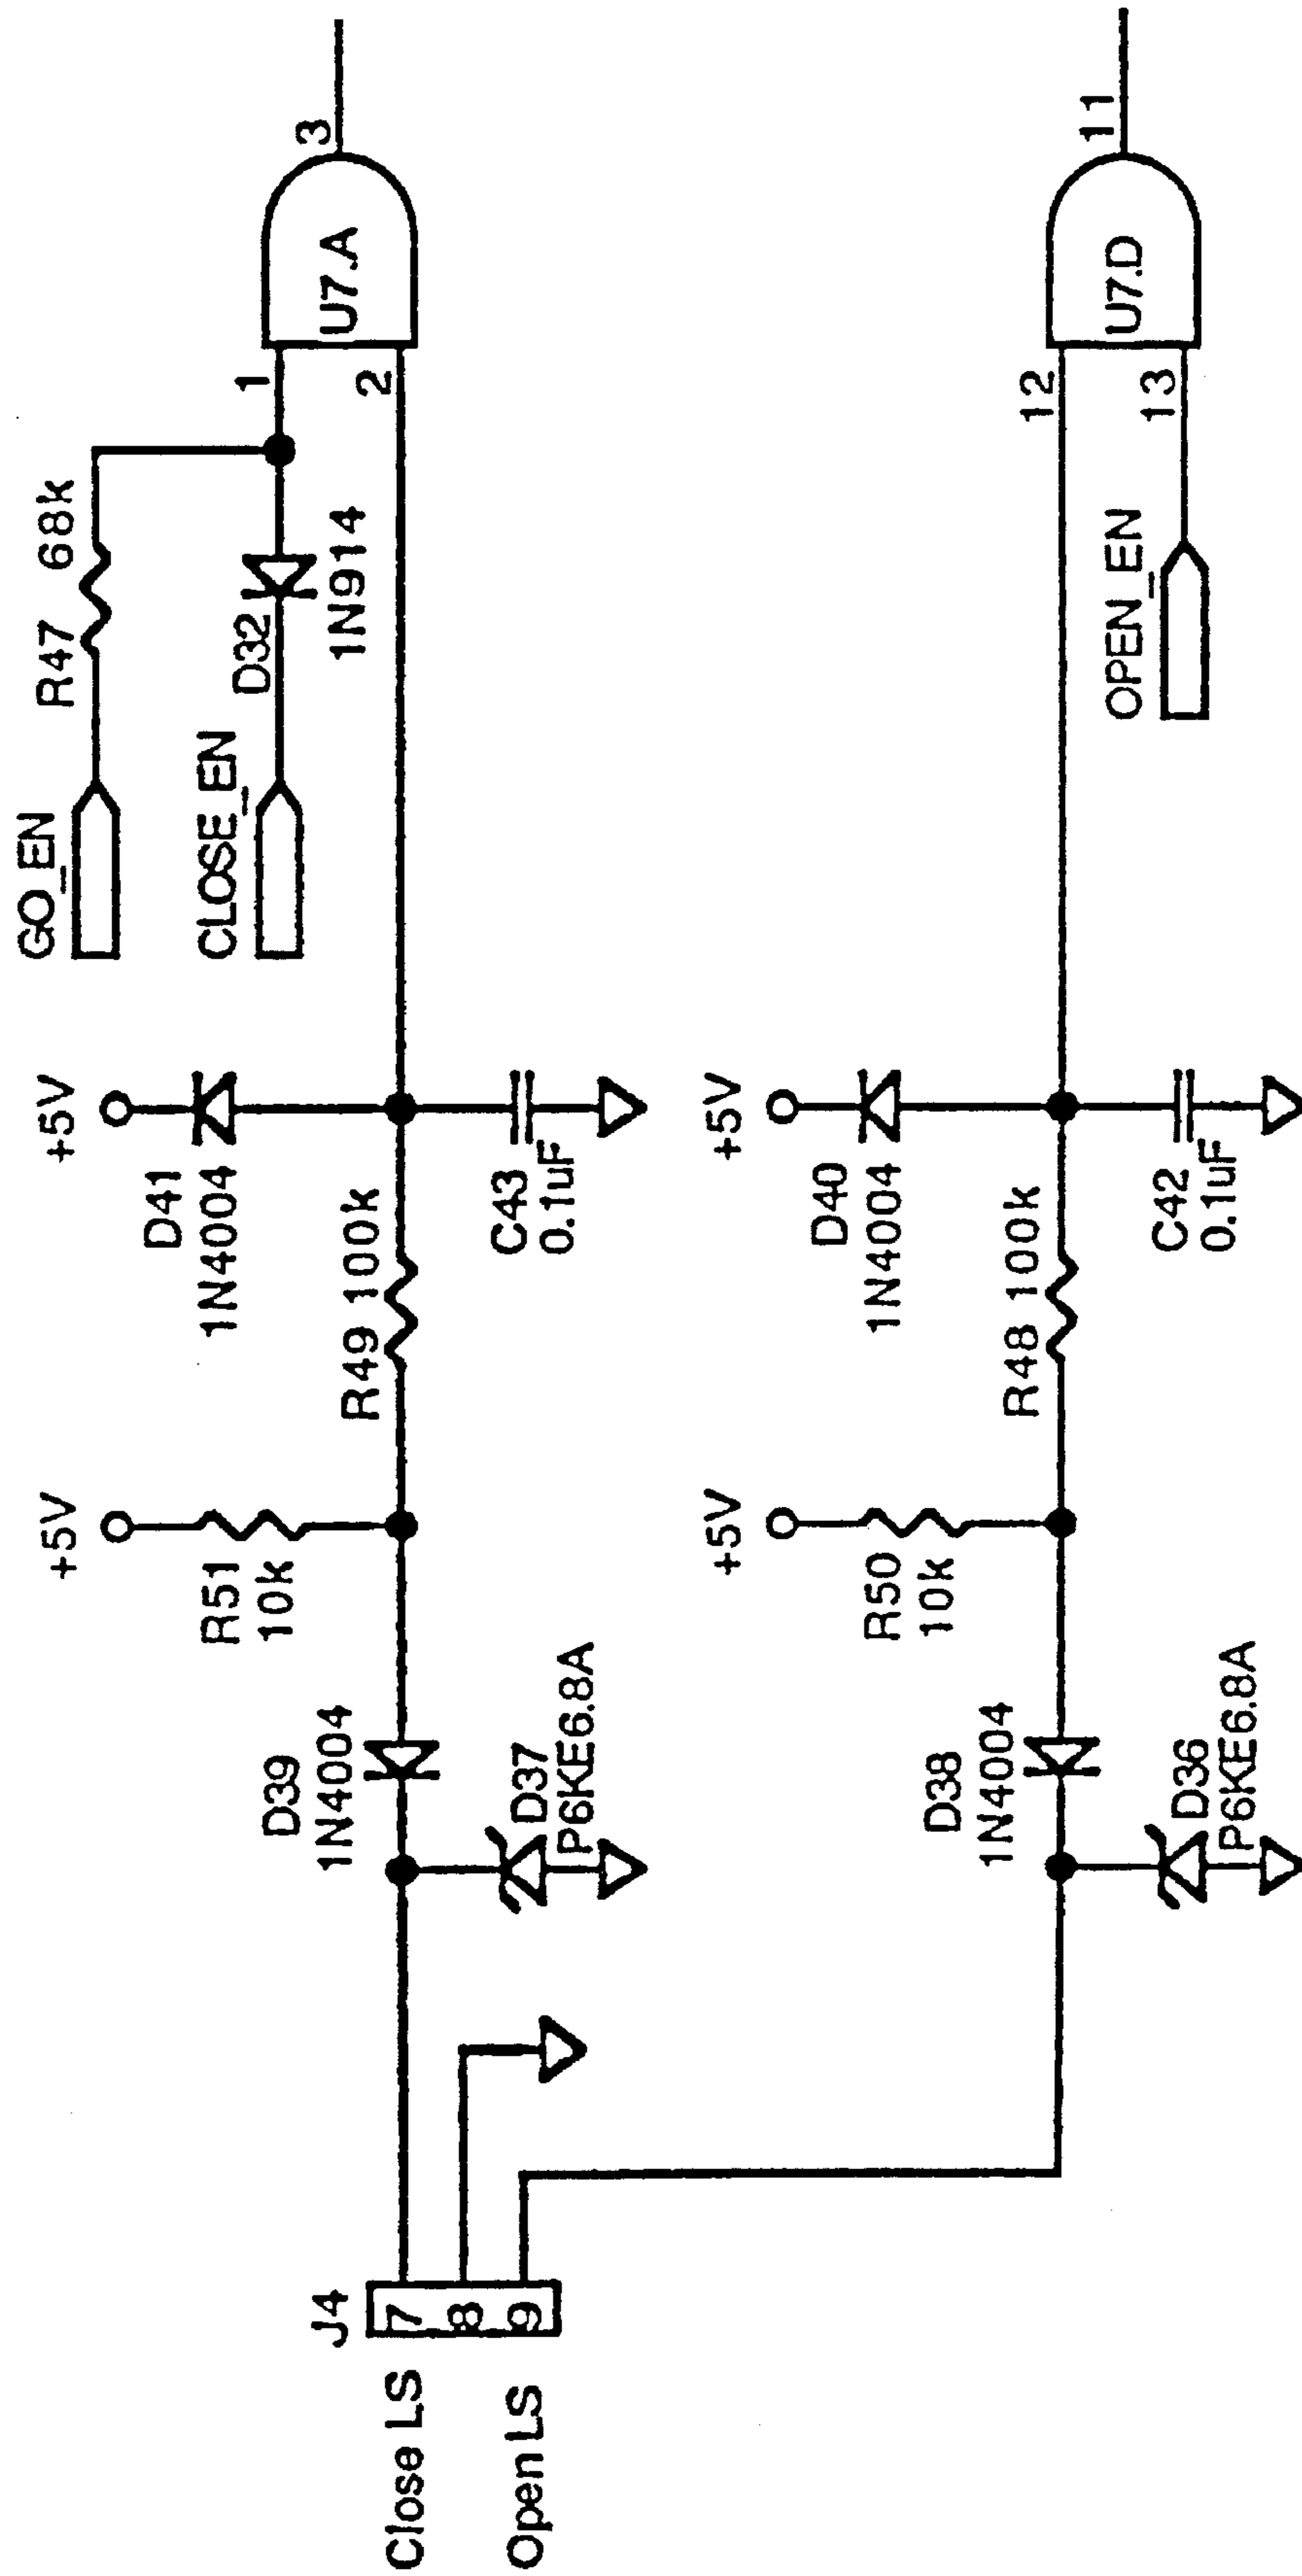 J4
Close LS
7
8
Open LS
9
D39
1N4004
D37
P6KE6.8A
+5V
R51
10k
R49 100k
+5V
D41
1N4004
C43
0.1uF
GO_EN
R47 68k
CLOSE_EN
D32
1N914
1
2
U7.A
3
D38
1N4004
D36
P6KE6.8A
+5V
R50
10k
R48 100k
+5V
D40
1N4004
C42
0.1uF
OPEN_EN
12
13
U7.D
11